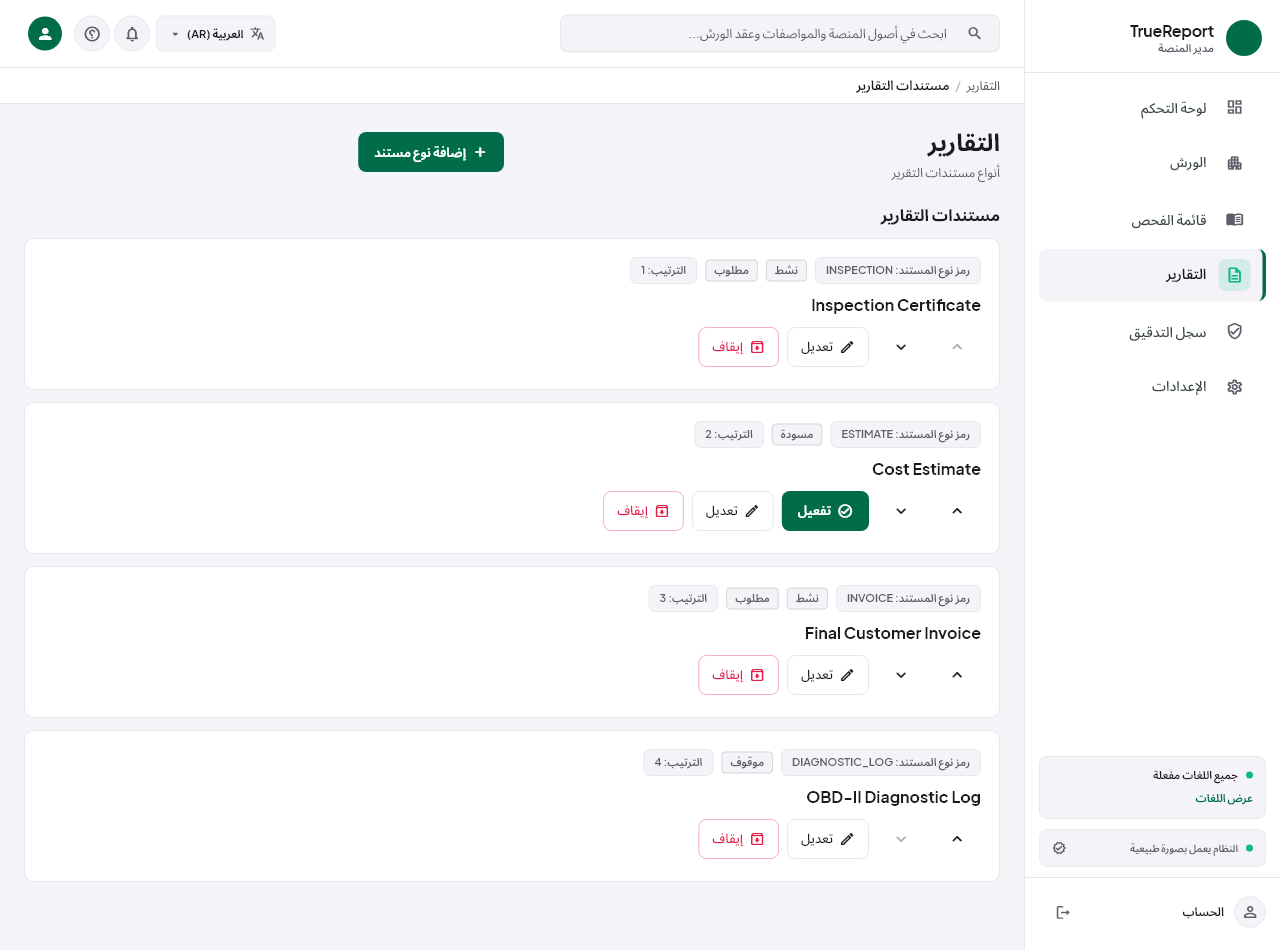 TrueReport
مدير المنصة
لوحة التحكم
الورش
قائمة الفحص
التقارير
سجل التدقيق
الإعدادات
جميع اللغات مفعلة
عرض اللغات
النظام يعمل بصورة طبيعية
الحساب
ابحث في أصول المنصة والمواصفات وعقد الورش...
العربية (AR)
التقارير / مستندات التقارير
التقارير
أنواع مستندات التقرير
إضافة نوع مستند
مستندات التقارير
رمز نوع المستند: INSPECTION نشط مطلوب الترتيب: 1
Inspection Certificate
تعديل إيقاف
رمز نوع المستند: ESTIMATE مسودة الترتيب: 2
Cost Estimate
تفعيل تعديل إيقاف
رمز نوع المستند: INVOICE نشط مطلوب الترتيب: 3
Final Customer Invoice
تعديل إيقاف
رمز نوع المستند: DIAGNOSTIC_LOG موقوف الترتيب: 4
OBD-II Diagnostic Log
تعديل إيقاف